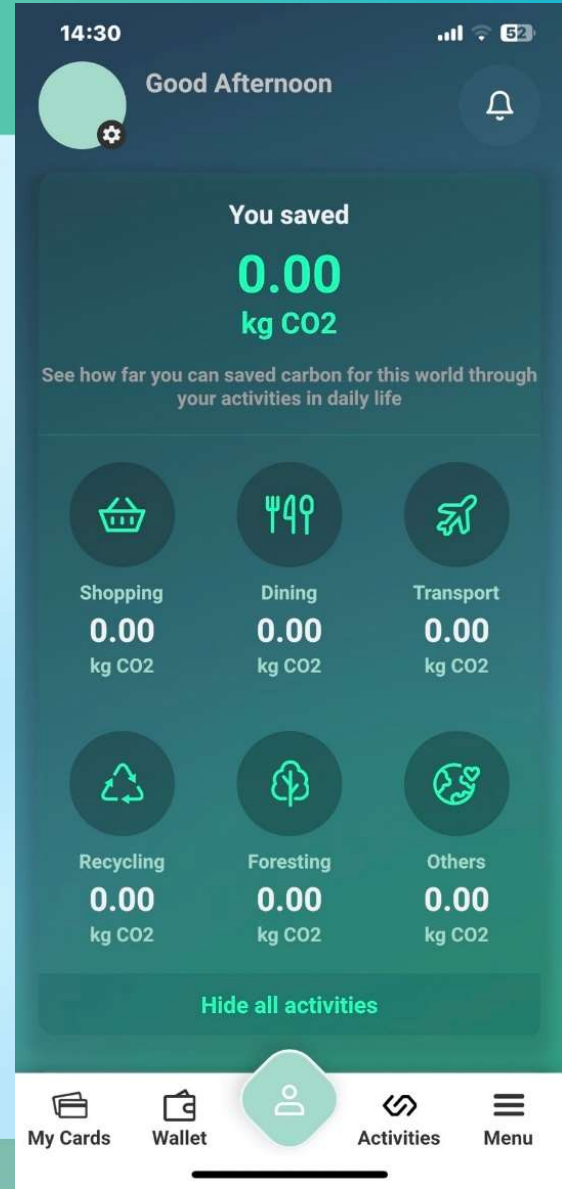 14:30
52
Good Afternoon
You saved
0.00
kg CO2
See how far you can saved carbon for this world through
your activities in daily life
Shopping
0.00
kg CO2
Dining
0.00
kg CO2
Transport
0.00
kg CO2
Recycling
0.00
kg CO2
Foresting
0.00
kg CO2
Others
0.00
kg CO2
Hide all activities
My Cards
Wallet
Activities
Menu